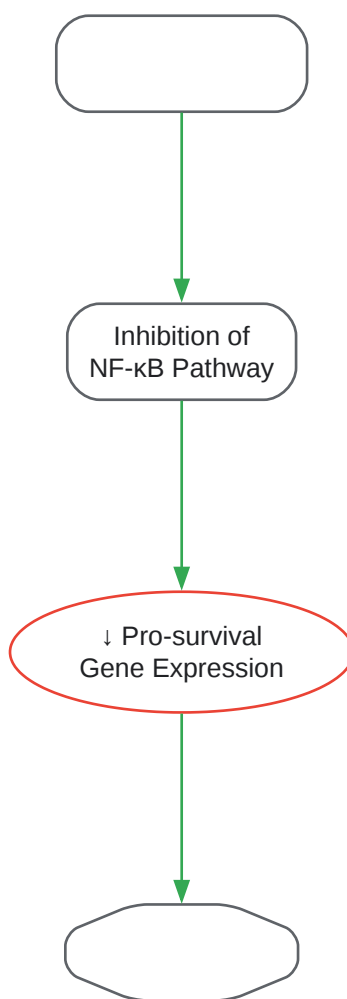 Inhibition of
NF-κB Pathway
↓ Pro-survival
Gene Expression